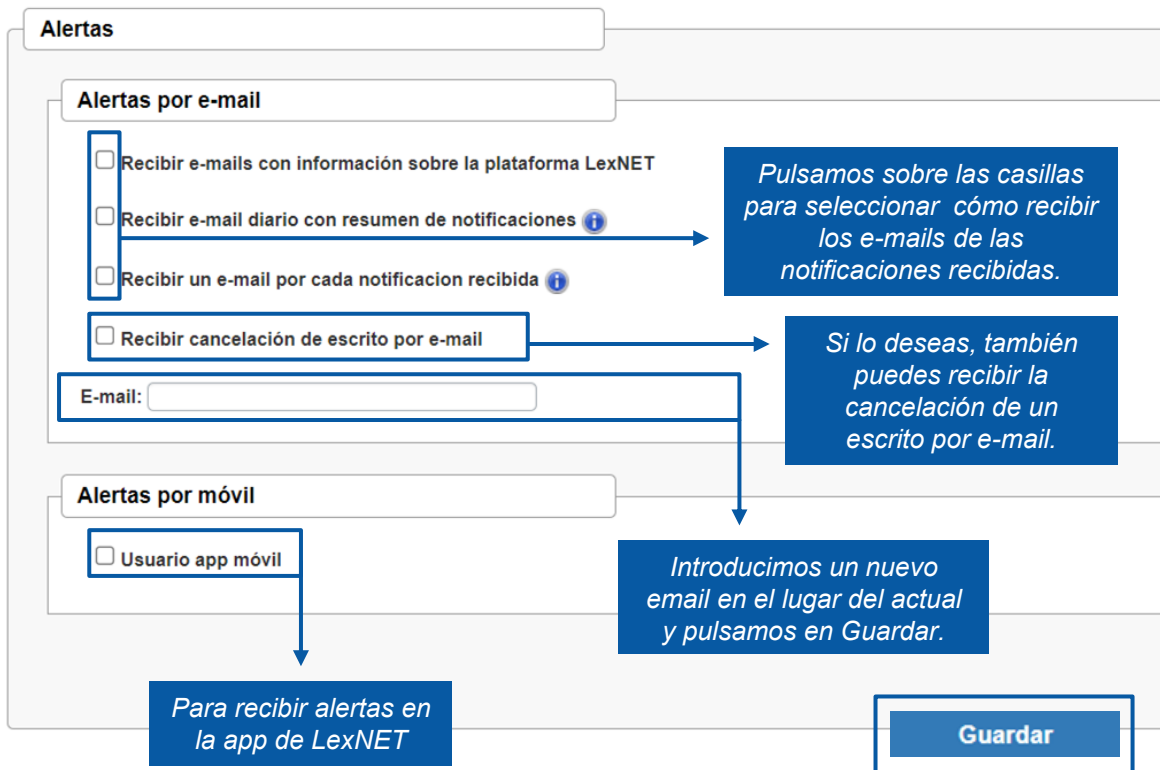 Alertas
Alertas por e-mail
Recibir e-mails con información sobre la plataforma LexNET
Recibir e-mail diario con resumen de notificaciones
Recibir un e-mail por cada notificacion recibida
Recibir cancelación de escrito por e-mail
E-mail:
Pulsamos sobre las casillas
para seleccionar cómo recibir
los e-mails de las
notificaciones recibidas.
Si lo deseas, también
puedes recibir la
cancelación de un
escrito por e-mail.
Alertas por móvil
Usuario app móvil
Introducimos un nuevo
email en el lugar del actual
y pulsamos en Guardar.
Para recibir alertas en
la app de LexNET
Guardar